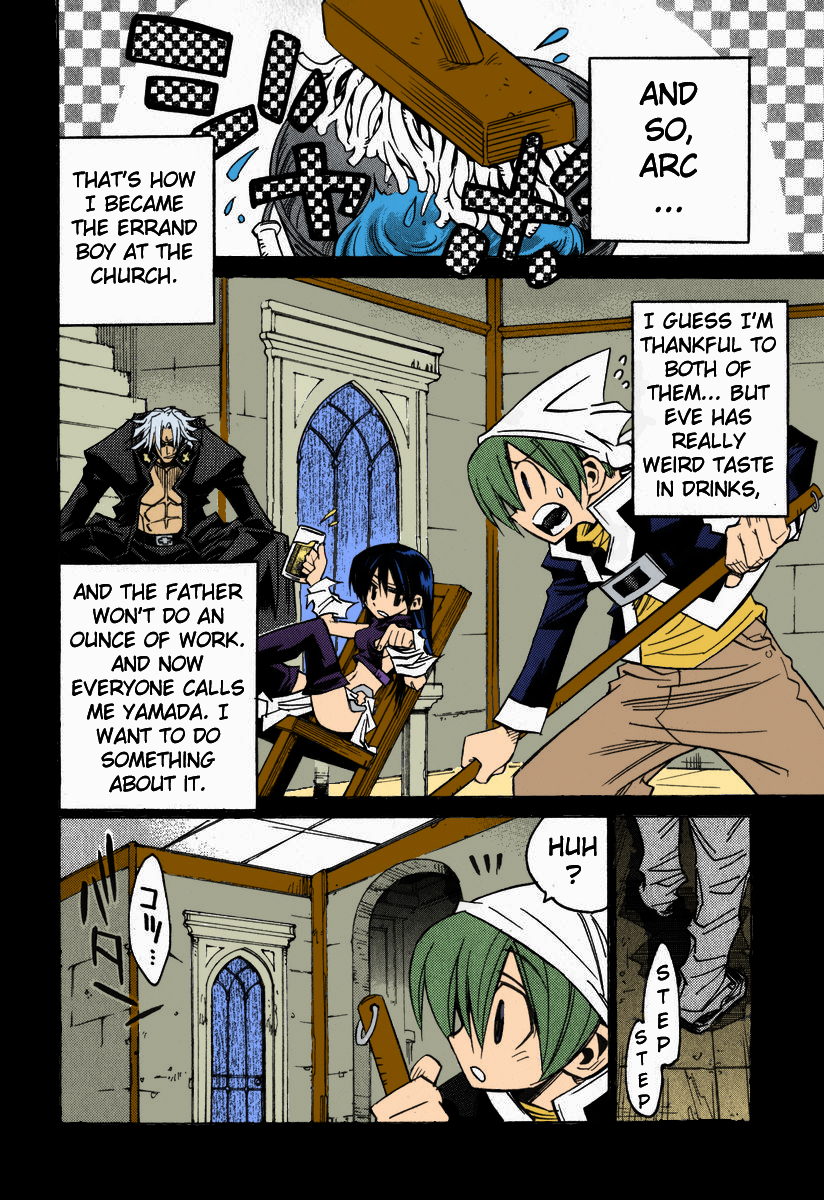 AND
SO,
ARC
...
THAT'S HOW
I BECAME
THE ERRAND
BOY AT THE
CHURCH.
I GUESS I'M
THANKFUL TO
BOTH OF
THEM... BUT
EVE HAS
REALLY
WEIRD TASTE
IN DRINKS,
AND THE FATHER
WON'T DO AN
OUNCE OF WORK.
AND NOW
EVERYONE CALLS
ME YAMADA. I
WANT TO DO
SOMETHING
ABOUT IT.
HUH
?
STEP
STEP
コツ…